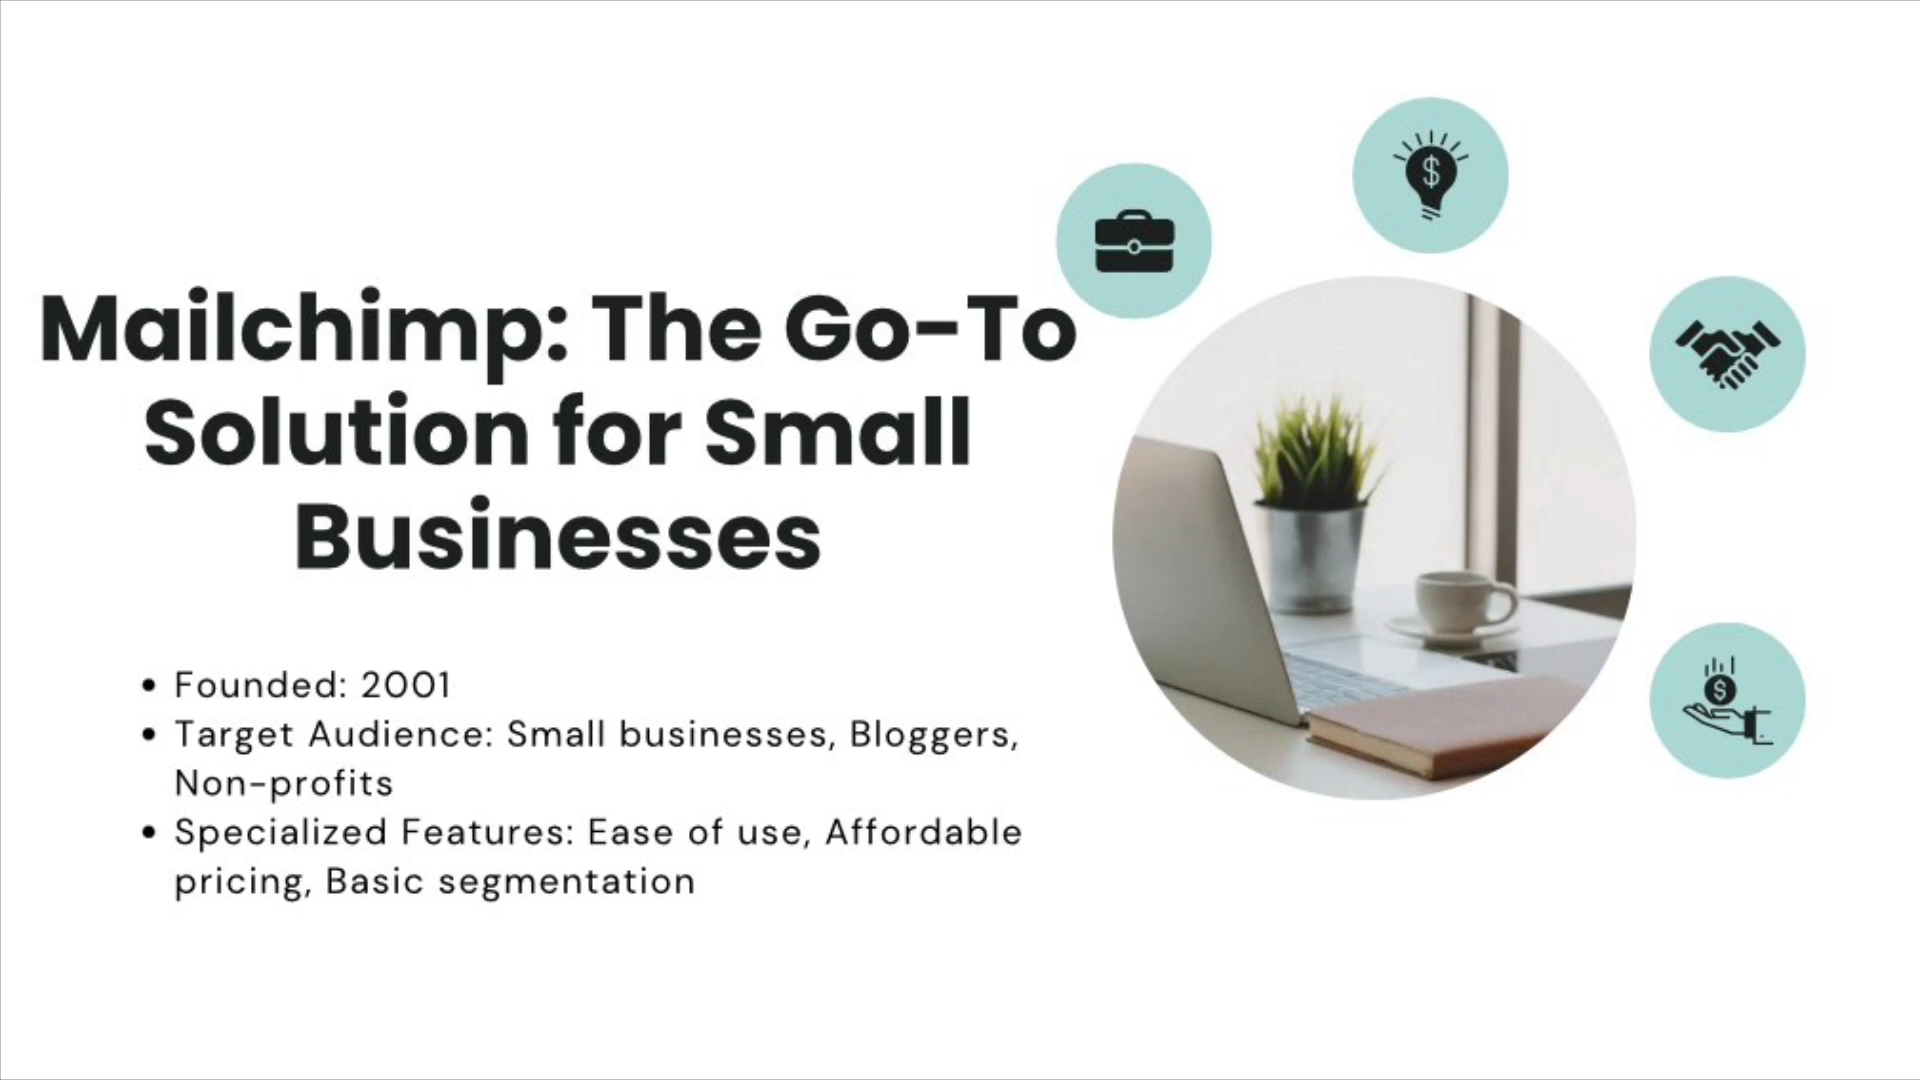 Mailchimp: The Go-To
Solution for Small
Businesses
• Founded: 2001
• Target Audience: Small businesses, Bloggers,
Non-profits
• Specialized Features: Ease of use, Affordable
pricing, Basic segmentation
$
$